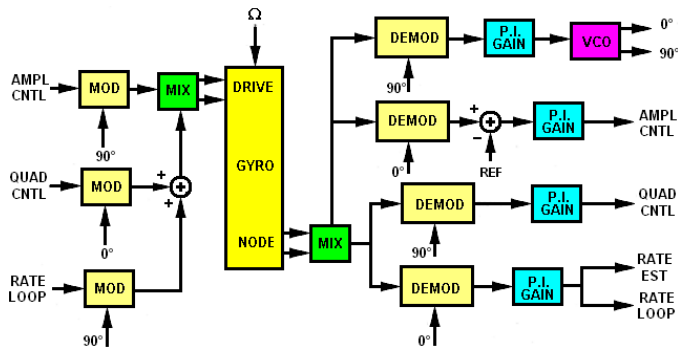 AMPL
CNTL
MOD
90°
MIX
QUAD
CNTL
MOD
0°
+
+
RATE
LOOP
MOD
90°
Ω
DRIVE
GYRO
NODE
MIX
DEMOD
90°
P.I.
GAIN
VCO
0°
90°
DEMOD
0°
+
−
REF
P.I.
GAIN
AMPL
CNTL
DEMOD
90°
P.I.
GAIN
QUAD
CNTL
DEMOD
0°
P.I.
GAIN
RATE
EST
RATE
LOOP